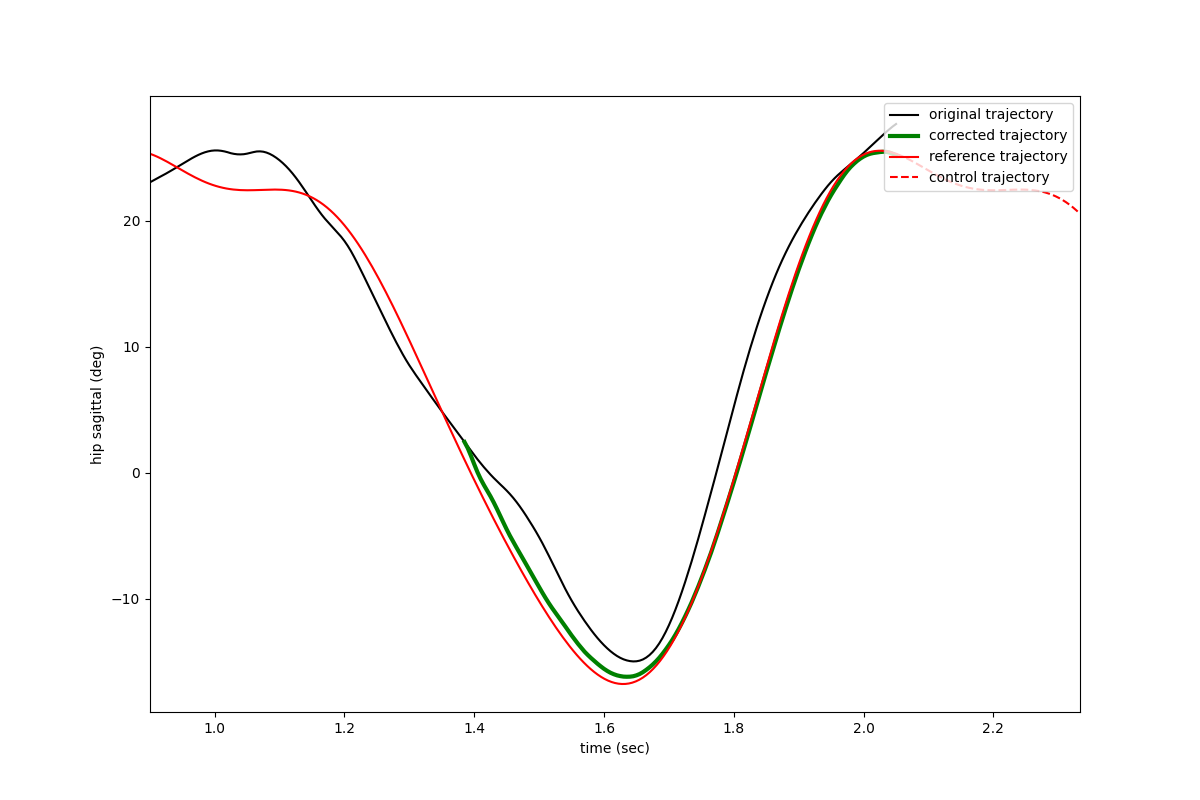 original trajectory
corrected trajectory
reference trajectory
control trajectory
20
10
0
−10
hip sagittal (deg)
1.0 1.2 1.4 1.6 1.8 2.0 2.2
time (sec)